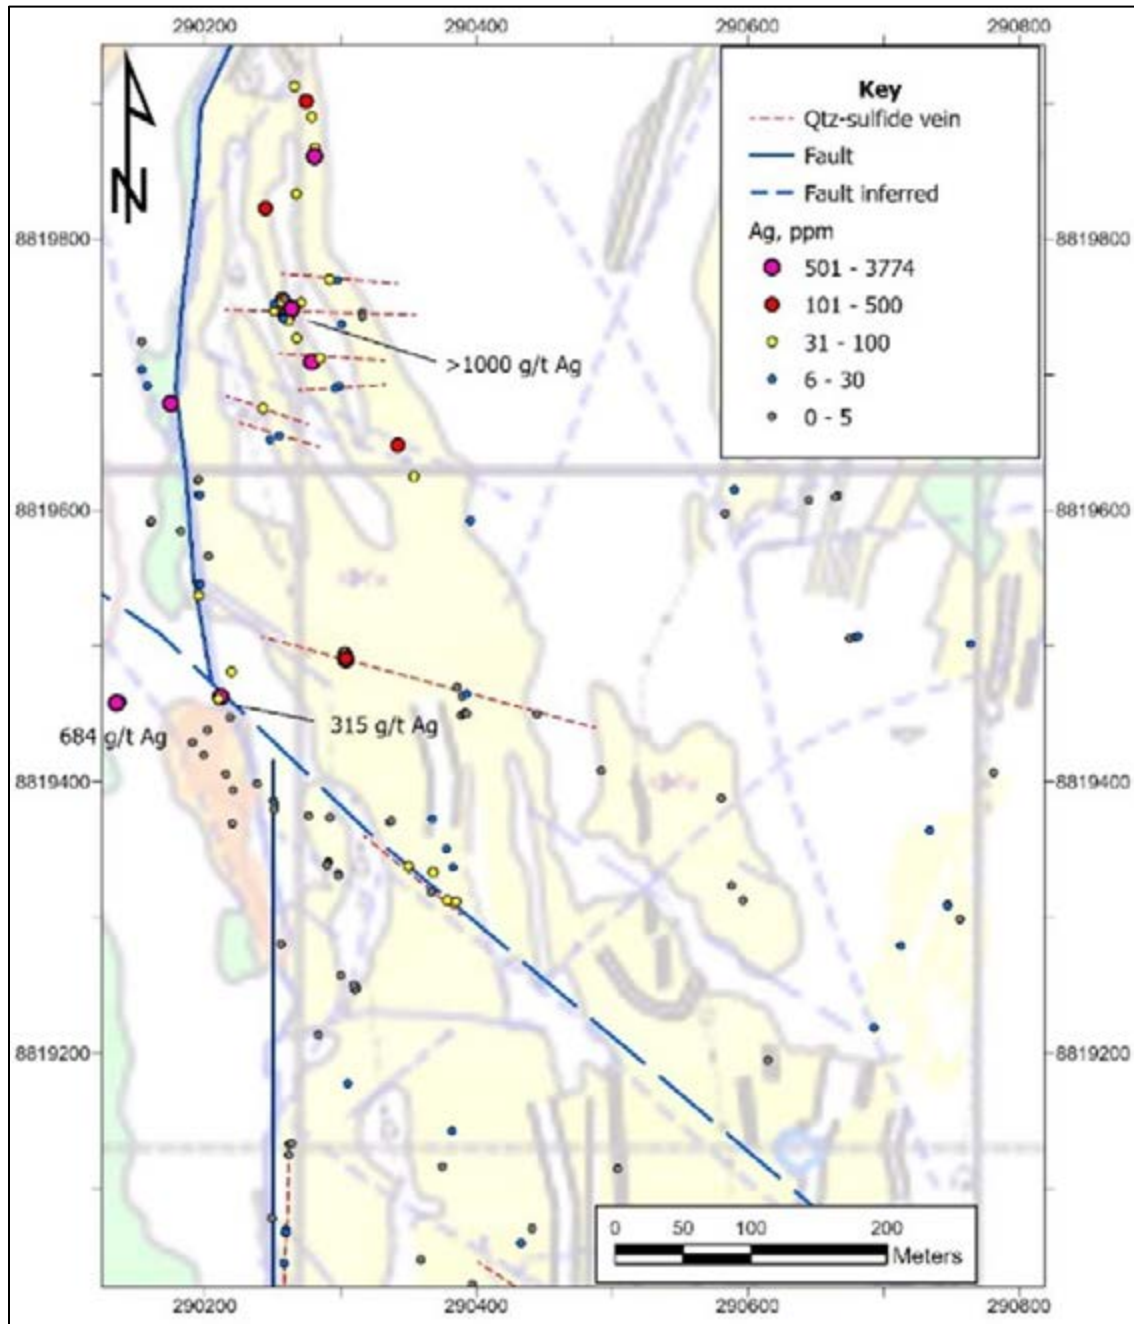 290200 290400 290600 290800
Key
Qtz-sulfide vein
Fault
Fault inferred
Ag, ppm
501 - 3774
101 - 500
31 - 100
6 - 30
0 - 5
N
8819800 8819800
>1000 g/t Ag
8819600 8819600
315 g/t Ag
684 g/t Ag
8819400 8819400
8819200 8819200
0 50 100 200
Meters
290200 290400 290600 290800